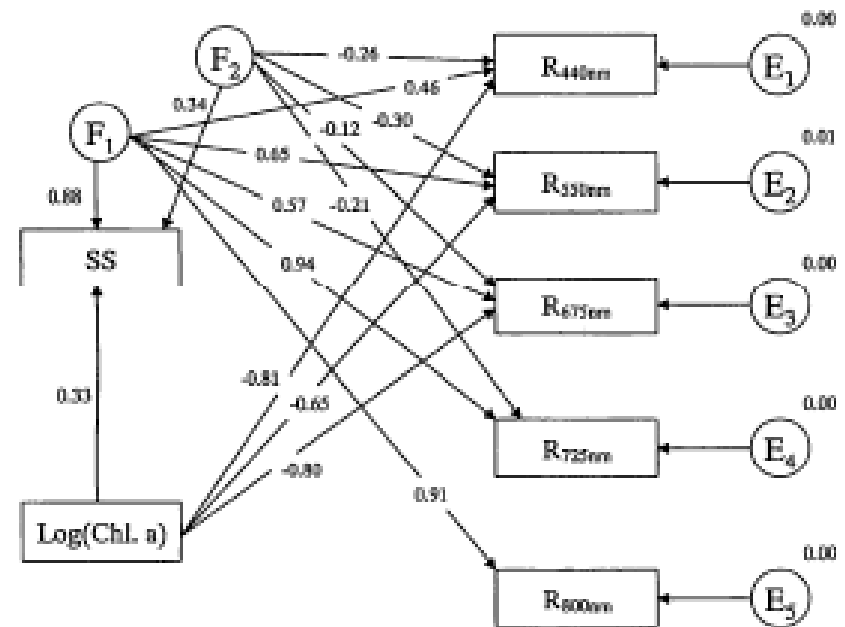 0.00
F2
-0.26
R440nm
E1
0.46
0.34
-0.30
F1
-0.12
0.01
0.65
R550nm
E2
0.88
0.57
-0.21
SS
0.94
0.00
R675nm
E3
-0.81
0.33
-0.65
0.00
R725nm
E4
-0.80
0.91
Log(Chl. a)
0.00
R800nm
E5